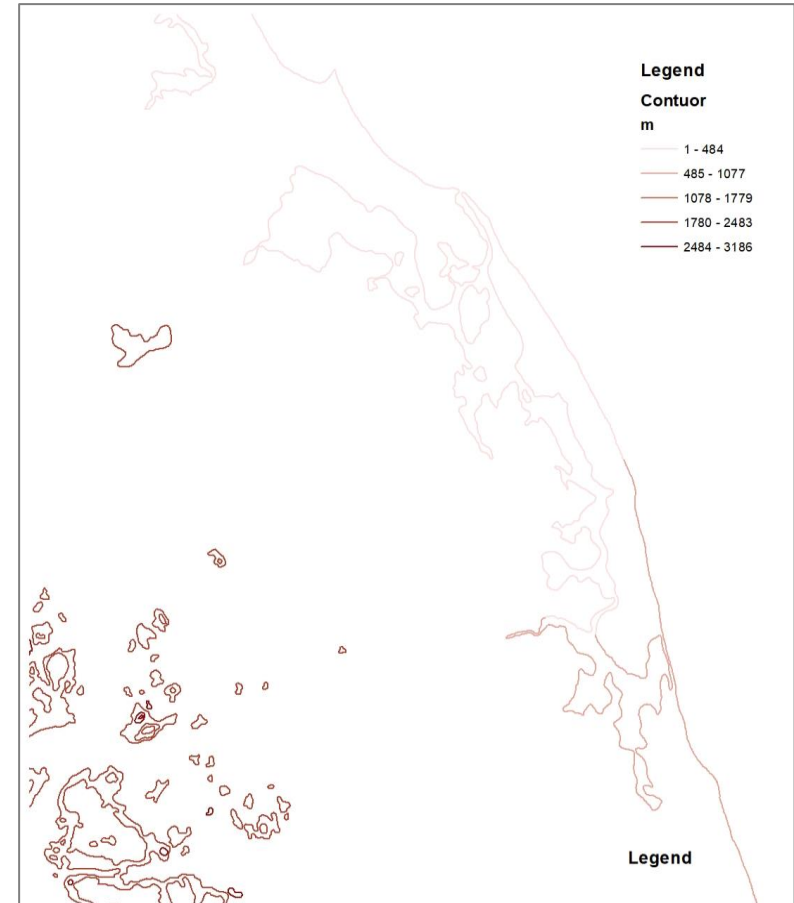 Legend
Contuor
m
1 - 484
485 - 1077
1078 - 1779
1780 - 2483
2484 - 3186
Legend